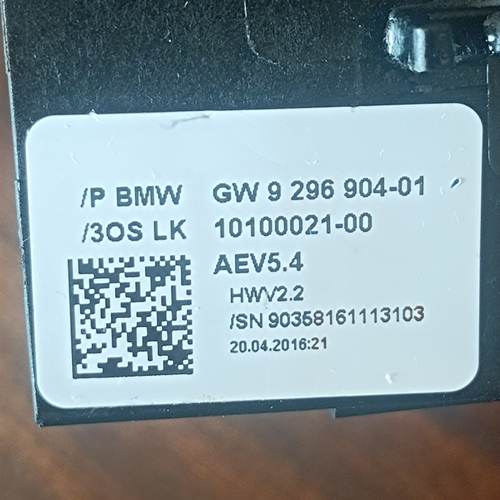 /P BMW GW 9 296 904-01
/3OS LK 10100021-00
AEV5.4
HWV2.2
/SN 90358161113103
20.04.2016:21